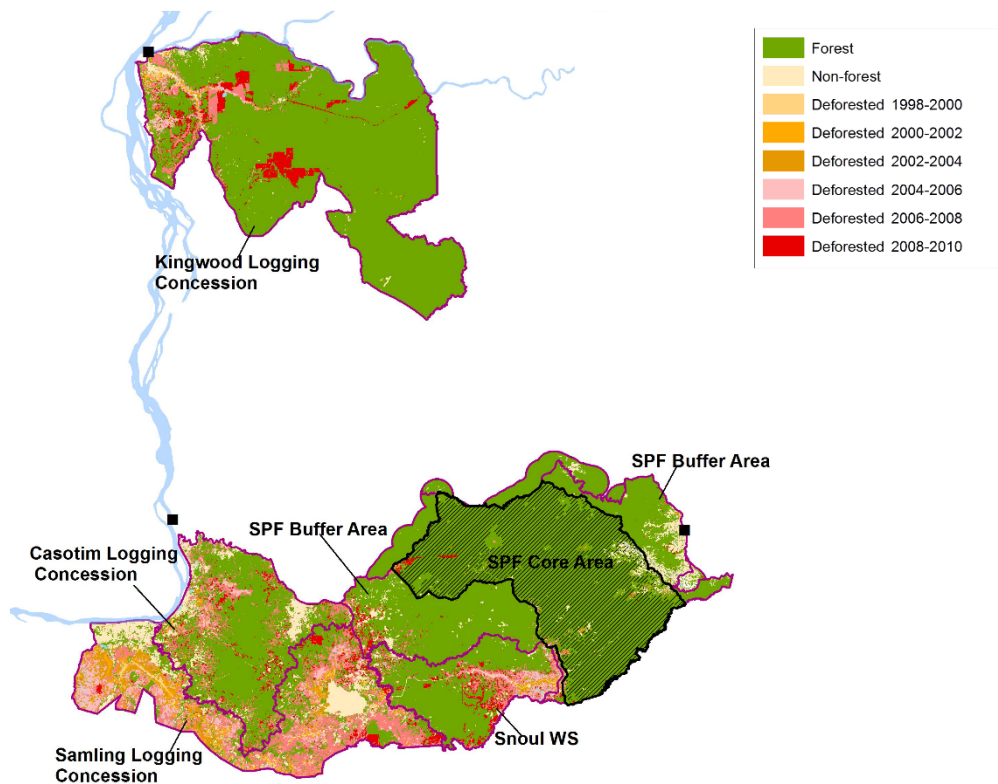 Forest
Non-forest
Deforested 1998-2000
Deforested 2000-2002
Deforested 2002-2004
Deforested 2004-2006
Deforested 2006-2008
Deforested 2008-2010
Kingwood Logging
Concession
SPF Buffer Area
SPF Buffer Area
Casotim Logging
Concession
SPF Core Area
Snoul WS
Samling Logging
Concession